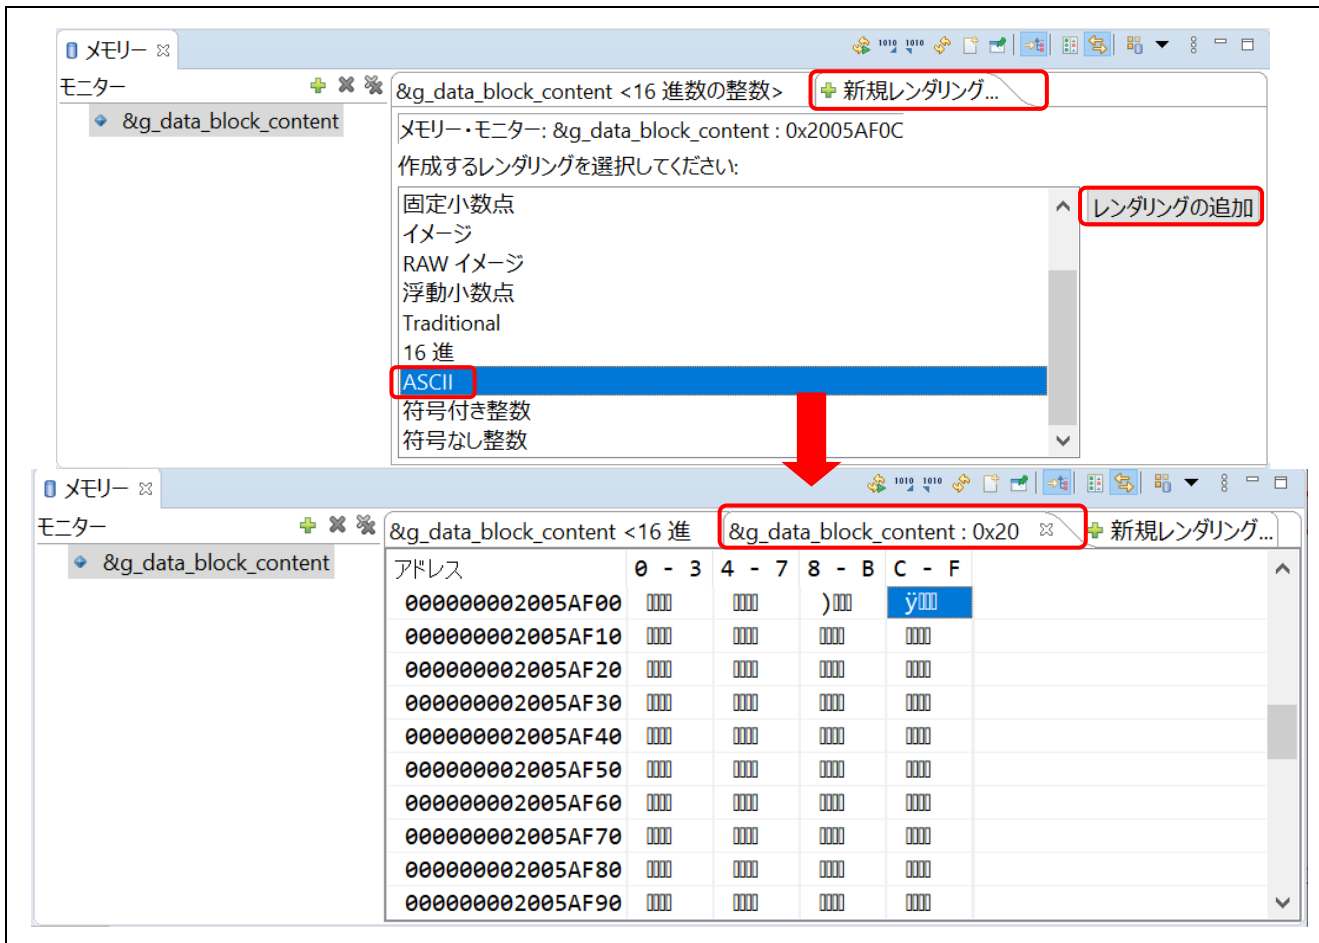 メモリー
モニター
&g_data_block_content <16 進数の整数>
新規レンダリング...
&g_data_block_content
メモリー・モニター: &g_data_block_content : 0x2005AF0C
作成するレンダリングを選択してください:
固定小数点
イメージ
RAW イメージ
浮動小数点
Traditional
16 進
ASCII
符号付き整数
符号なし整数
レンダリングの追加
メモリー
モニター
&g_data_block_content <16 進
&g_data_block_content : 0x20
新規レンダリング...
&g_data_block_content
アドレス 0 - 3 4 - 7 8 - B C - F
000000002005AF00 ) ÿ
000000002005AF10
000000002005AF20
000000002005AF30
000000002005AF40
000000002005AF50
000000002005AF60
000000002005AF70
000000002005AF80
000000002005AF90